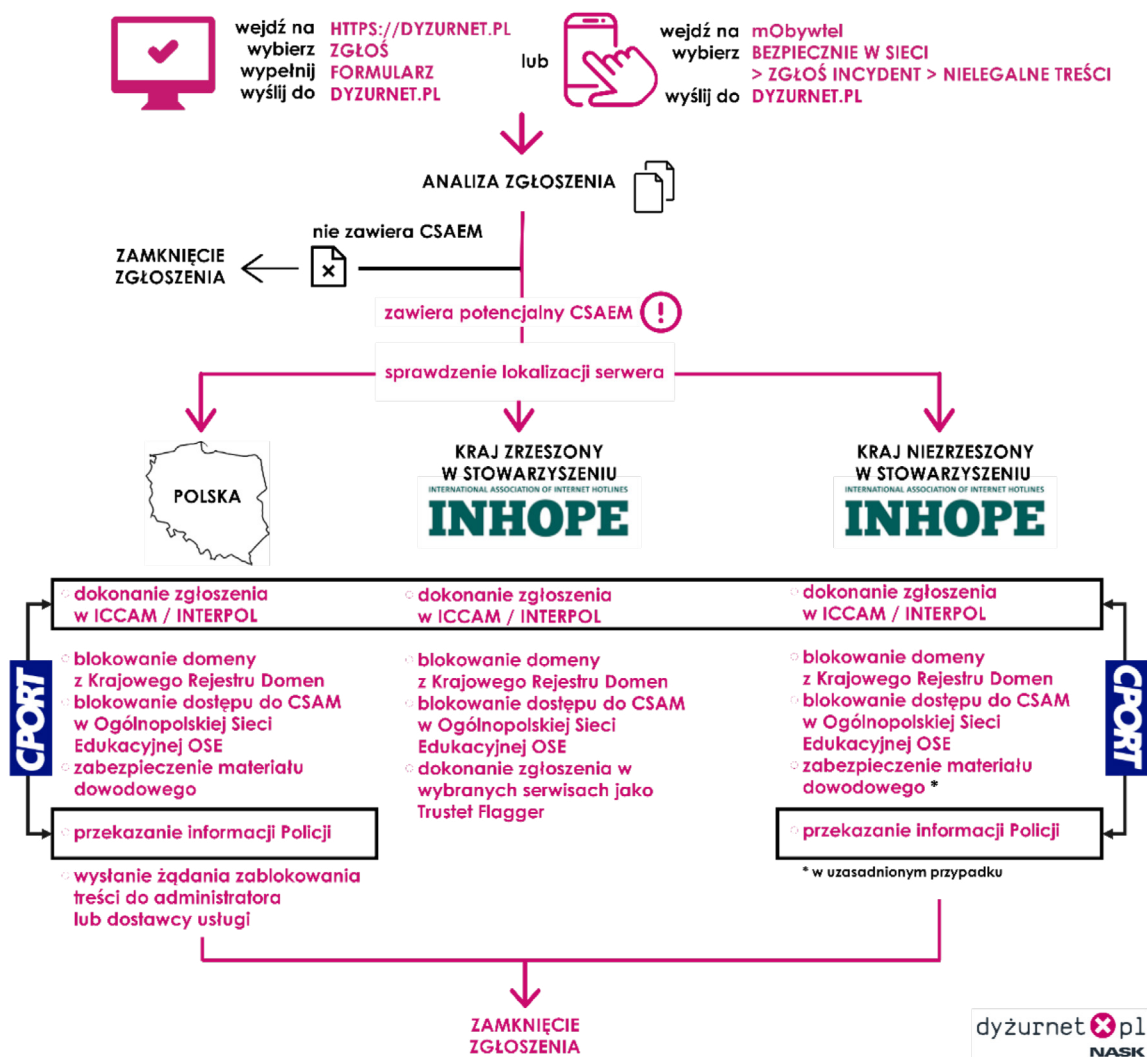 wejdź na HTTPS://DYZURNET.PL
wybierz ZGŁOŚ
wypełnij FORMULARZ
wyślij do DYZURNET.PL
lub
wejdź na mObywtel
wybierz BEZPIECZNIE W SIECI
> ZGŁOŚ INCYDENT > NIELEGALNE TREŚCI
wyślij do DYZURNET.PL
ANALIZA ZGŁOSZENIA
nie zawiera CSAEM
ZAMKNIĘCIE
ZGŁOSZENIA
zawiera potencjalny CSAEM
sprawdzenie lokalizacji serwera
POLSKA
KRAJ ZRZESZONY
W STOWARZYSZENIU
INTERNATIONAL ASSOCIATION OF INTERNET HOTLINES
INHOPE
KRAJ NIEZRZESZONY
W STOWARZYSZENIU
INTERNATIONAL ASSOCIATION OF INTERNET HOTLINES
INHOPE
CPORT
dokonanie zgłoszenia
w ICCAM / INTERPOL
blokowanie domeny
z Krajowego Rejestru Domen
blokowanie dostępu do CSAM
w Ogólnopolskiej Sieci
Edukacyjnej OSE
zabezpieczenie materiału
dowodowego
przekazanie informacji Policji
wysłanie żądania zablokowania
treści do administratora
lub dostawcy usługi
dokonanie zgłoszenia
w ICCAM / INTERPOL
blokowanie domeny
z Krajowego Rejestru Domen
blokowanie dostępu do CSAM
w Ogólnopolskiej Sieci
Edukacyjnej OSE
dokonanie zgłoszenia w
wybranych serwisach jako
Trustet Flagger
dokonanie zgłoszenia
w ICCAM / INTERPOL
blokowanie domeny
z Krajowego Rejestru Domen
blokowanie dostępu do CSAM
w Ogólnopolskiej Sieci
Edukacyjnej OSE
zabezpieczenie materiału
dowodowego *
przekazanie informacji Policji
* w uzasadnionym przypadku
CPORT
ZAMKNIĘCIE
ZGŁOSZENIA
dyżurnet pl
NASK